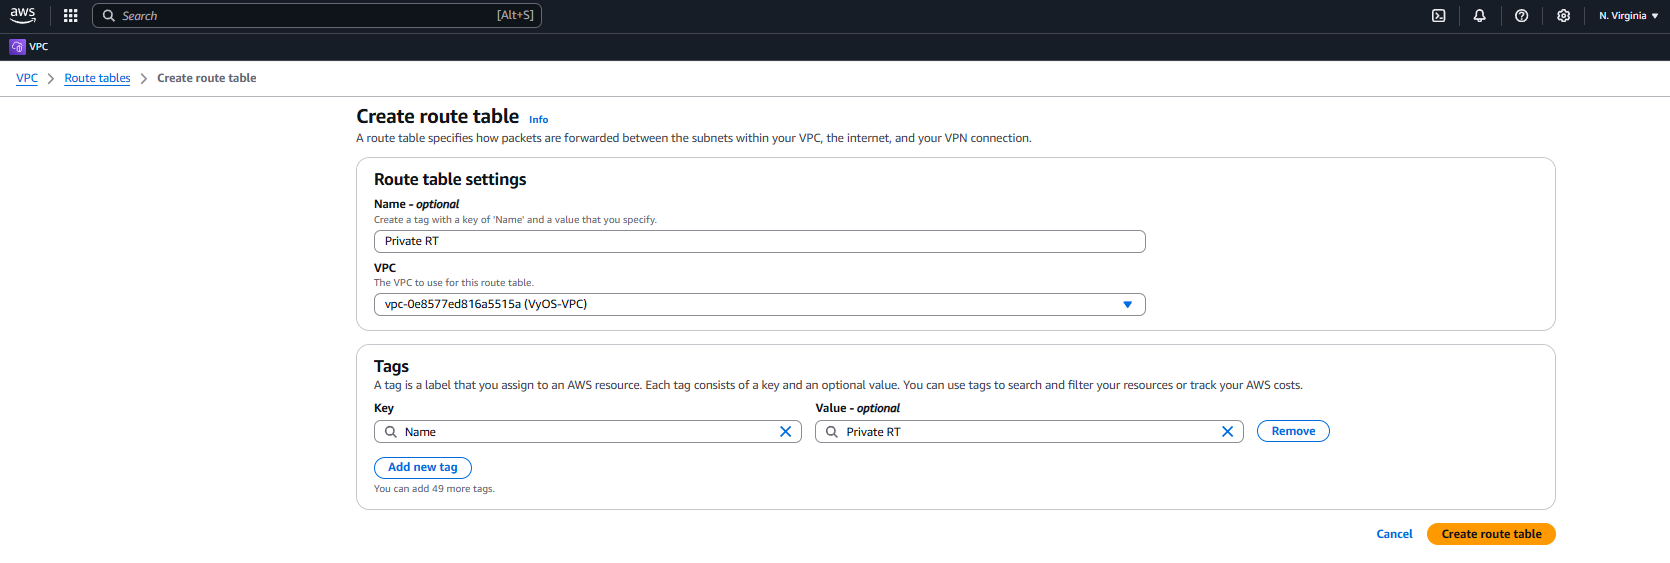 aws
Search [Alt+S]
N. Virginia
VPC
VPC Route tables Create route table
Create route table Info
A route table specifies how packets are forwarded between the subnets within your VPC, the internet, and your VPN connection.
Route table settings
Name - optional
Create a tag with a key of 'Name' and a value that you specify.
Private RT
VPC
The VPC to use for this route table.
vpc-0e8577ed816a5515a (VyOS-VPC)
Tags
A tag is a label that you assign to an AWS resource. Each tag consists of a key and an optional value. You can use tags to search and filter your resources or track your AWS costs.
Key Value - optional
Name Private RT Remove
Add new tag
You can add 49 more tags.
Cancel Create route table